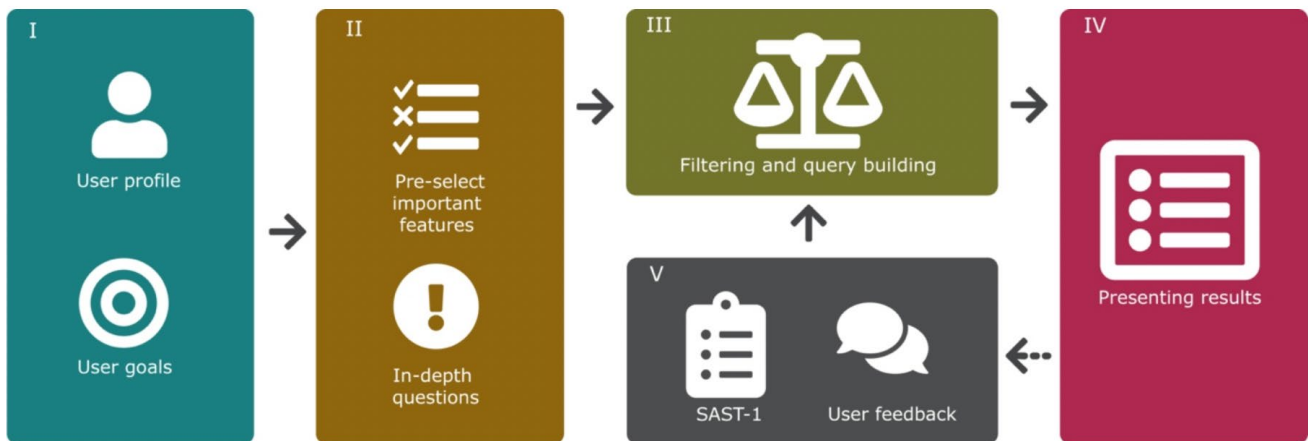 I
User profile
User goals
II
Pre-select
important
features
In-depth
questions
III
Filtering and query building
IV
Presenting results
V
SAST-1
User feedback